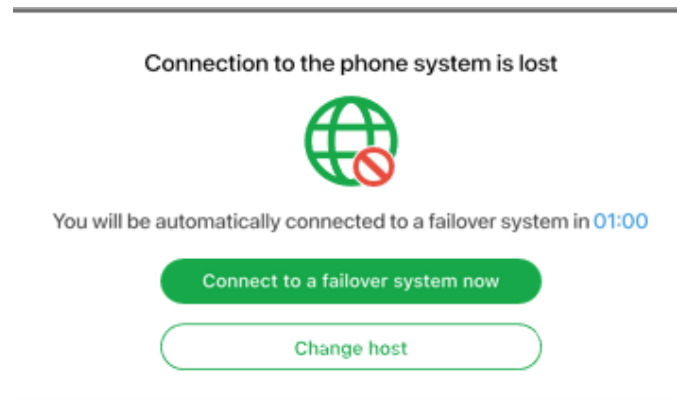 Connection to the phone system is lost
You will be automatically connected to a failover system in 01:00
Connect to a failover system now
Change host